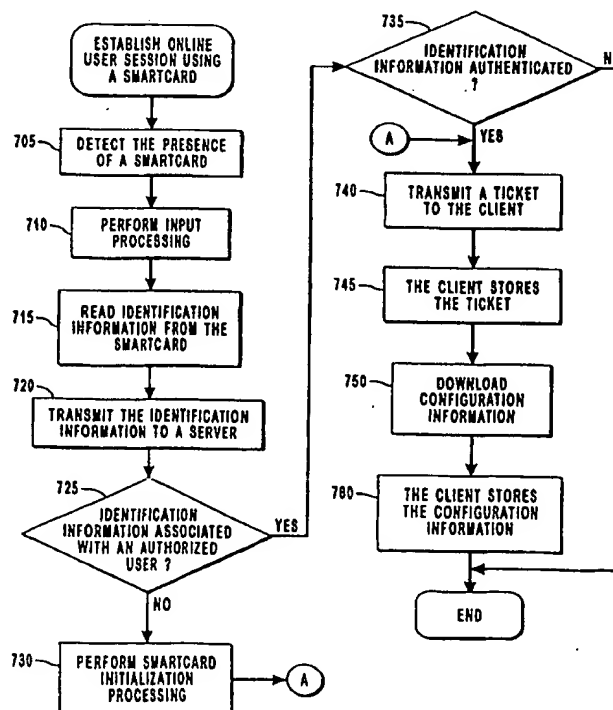 ESTABLISH ONLINE
USER SESSION USING
A SMARTCARD
705
DETECT THE PRESENCE
OF A SMARTCARD
710
PERFORM INPUT
PROCESSING
715
READ IDENTIFICATION
INFORMATION FROM THE
SMARTCARD
720
TRANSMIT THE IDENTIFICATION
INFORMATION TO A SERVER
725
IDENTIFICATION
INFORMATION ASSOCIATED
WITH AN AUTHORIZED
USER ?
YES
NO
730
PERFORM SMARTCARD
INITIALIZATION
PROCESSING
A
735
IDENTIFICATION
INFORMATION AUTHENTICATED
?
N
A
YES
740
TRANSMIT A TICKET
TO THE CLIENT
745
THE CLIENT STORES
THE TICKET
750
DOWNLOAD
CONFIGURATION
INFORMATION
780
THE CLIENT STORES
THE CONFIGURATION
INFORMATION
END